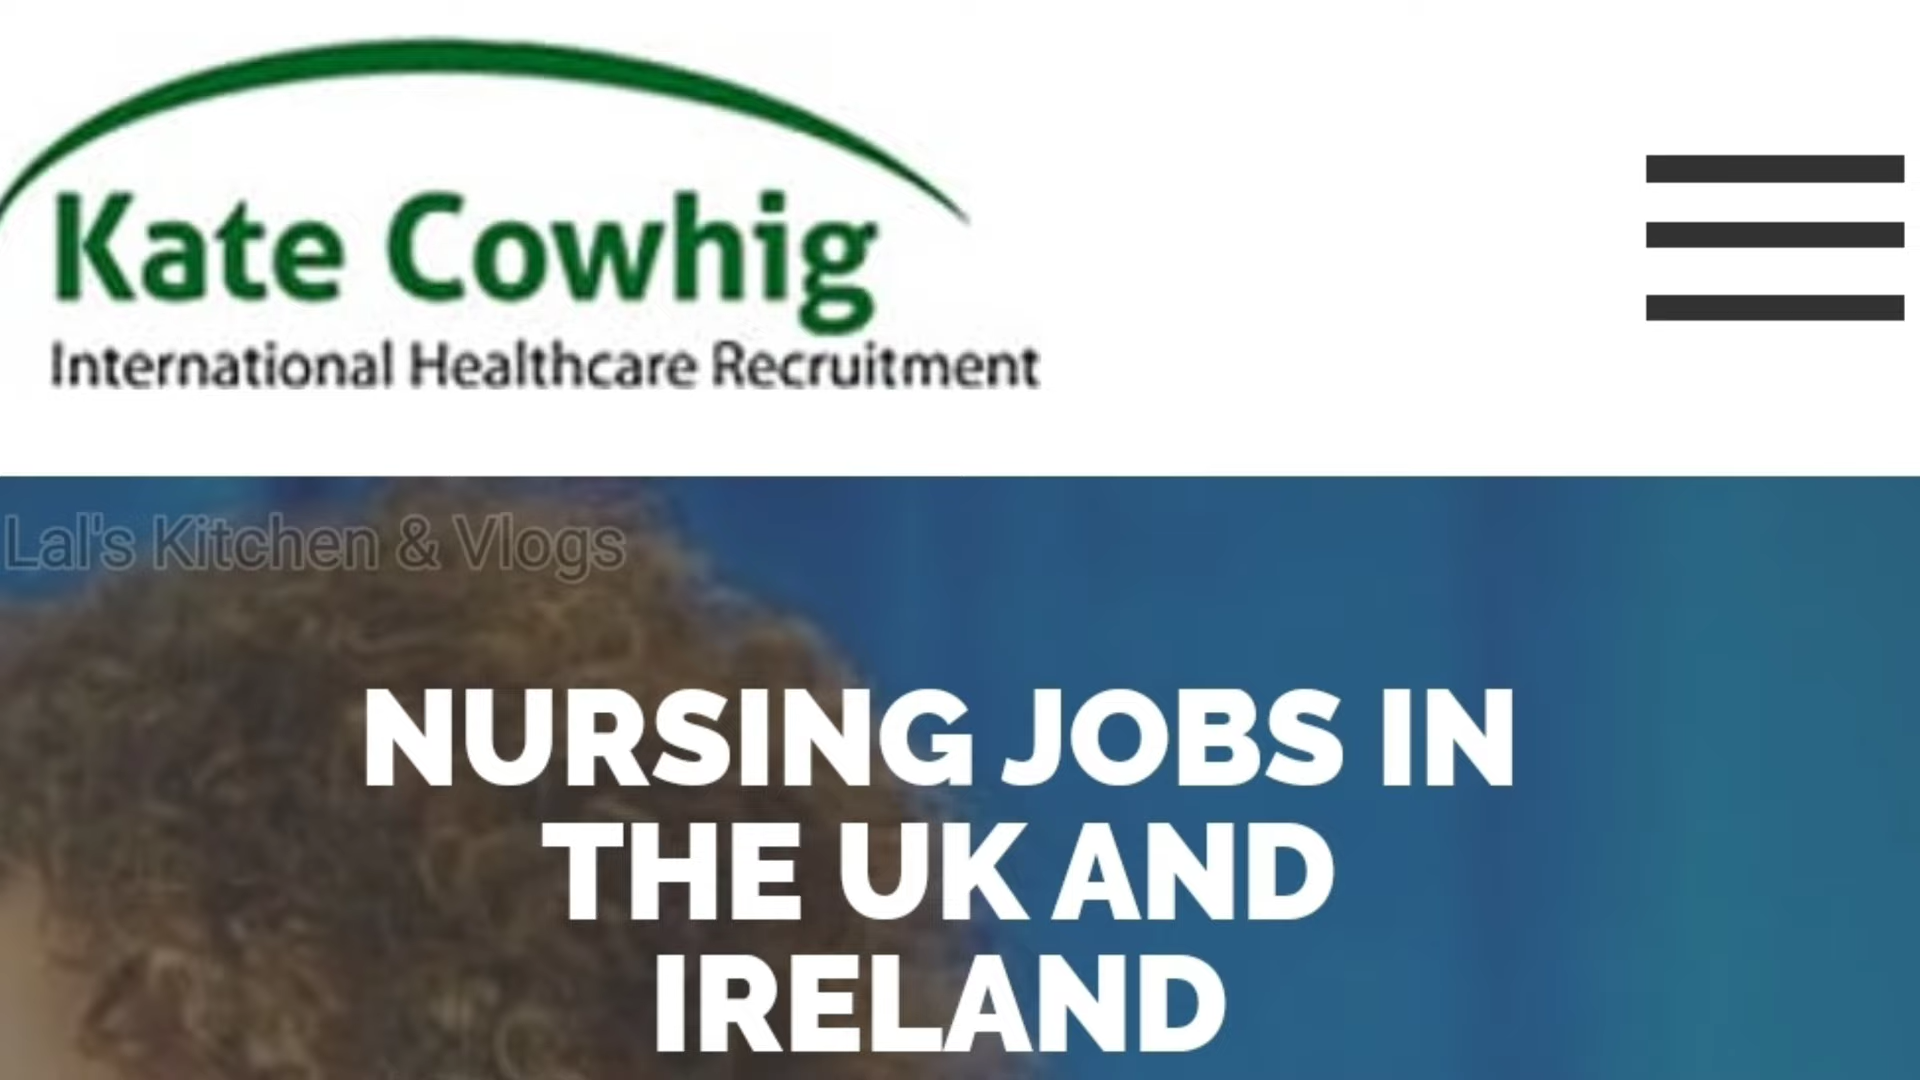 Kate Cowhig
International Healthcare Recruitment
Lal's Kitchen & Vlogs
NURSING JOBS IN
THE UK AND
IRELAND